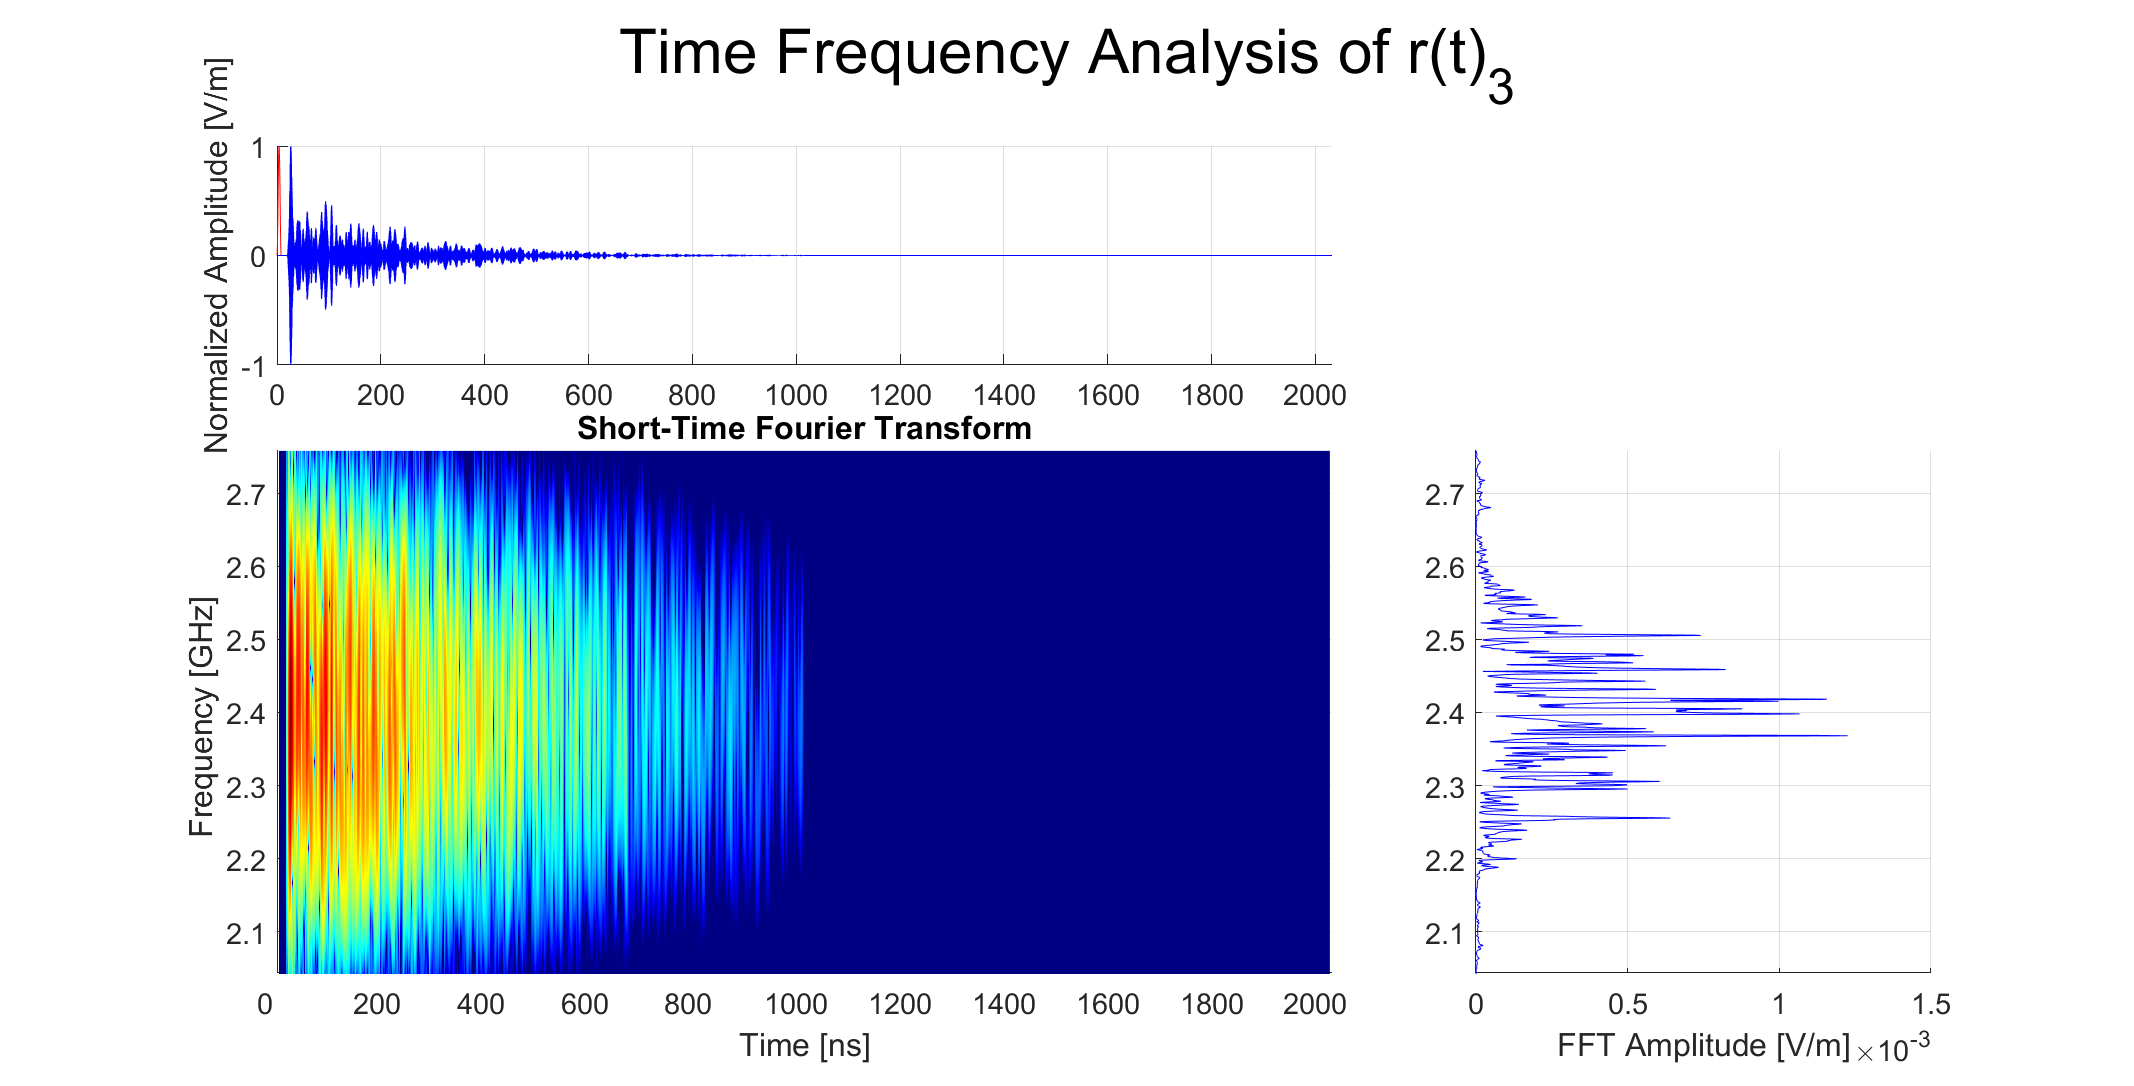 Time Frequency Analysis of r(t)₃
Normalized Amplitude [V/m]
1
0
-1
0 200 400 600 800 1000 1200 1400 1600 1800 2000
Short-Time Fourier Transform
Frequency [GHz]
2.7
2.6
2.5
2.4
2.3
2.2
2.1
0 200 400 600 800 1000 1200 1400 1600 1800 2000
Time [ns]
2.7
2.6
2.5
2.4
2.3
2.2
2.1
0 0.5 1 1.5
FFT Amplitude [V/m] ×10⁻³